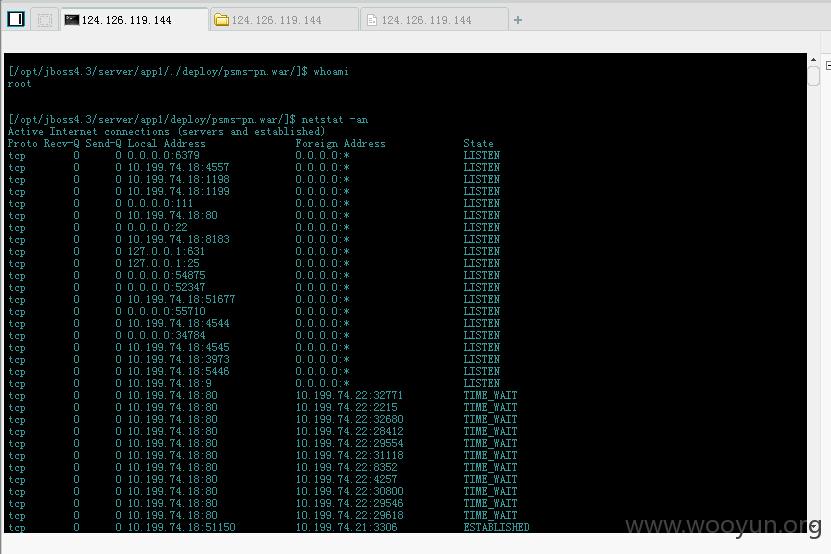 124.126.119.144
124.126.119.144
124.126.119.144
[/opt/jboss4.3/server/app1/./deploy/psms-pn.war/]$ whoami
root
[/opt/jboss4.3/server/app1/deploy/psms-pn.war/]$ netstat -an
Active Internet connections (servers and established)
Proto Recv-Q Send-Q Local Address Foreign Address State
tcp 0 0 0.0.0.0:6379 0.0.0.0:* LISTEN
tcp 0 0 10.199.74.18:4557 0.0.0.0:* LISTEN
tcp 0 0 10.199.74.18:1198 0.0.0.0:* LISTEN
tcp 0 0 10.199.74.18:1199 0.0.0.0:* LISTEN
tcp 0 0 0.0.0.0:111 0.0.0.0:* LISTEN
tcp 0 0 10.199.74.18:80 0.0.0.0:* LISTEN
tcp 0 0 0.0.0.0:22 0.0.0.0:* LISTEN
tcp 0 0 10.199.74.18:8183 0.0.0.0:* LISTEN
tcp 0 0 127.0.0.1:631 0.0.0.0:* LISTEN
tcp 0 0 127.0.0.1:25 0.0.0.0:* LISTEN
tcp 0 0 0.0.0.0:54875 0.0.0.0:* LISTEN
tcp 0 0 0.0.0.0:52347 0.0.0.0:* LISTEN
tcp 0 0 10.199.74.18:51677 0.0.0.0:* LISTEN
tcp 0 0 0.0.0.0:55710 0.0.0.0:* LISTEN
tcp 0 0 10.199.74.18:4544 0.0.0.0:* LISTEN
tcp 0 0 0.0.0.0:34784 0.0.0.0:* LISTEN
tcp 0 0 10.199.74.18:4545 0.0.0.0:* LISTEN
tcp 0 0 10.199.74.18:3973 0.0.0.0:* LISTEN
tcp 0 0 10.199.74.18:5446 0.0.0.0:* LISTEN
tcp 0 0 10.199.74.18:9 0.0.0.0:* LISTEN
tcp 0 0 10.199.74.18:80 10.199.74.22:32771 TIME_WAIT
tcp 0 0 10.199.74.18:80 10.199.74.22:2215 TIME_WAIT
tcp 0 0 10.199.74.18:80 10.199.74.22:32680 TIME_WAIT
tcp 0 0 10.199.74.18:80 10.199.74.22:28412 TIME_WAIT
tcp 0 0 10.199.74.18:80 10.199.74.22:29554 TIME_WAIT
tcp 0 0 10.199.74.18:80 10.199.74.22:31118 TIME_WAIT
tcp 0 0 10.199.74.18:80 10.199.74.22:8352 TIME_WAIT
tcp 0 0 10.199.74.18:80 10.199.74.22:4257 TIME_WAIT
tcp 0 0 10.199.74.18:80 10.199.74.22:30800 TIME_WAIT
tcp 0 0 10.199.74.18:80 10.199.74.22:29546 TIME_WAIT
tcp 0 0 10.199.74.18:80 10.199.74.22:29618 TIME_WAIT
tcp 0 0 10.199.74.18:51150 10.199.74.21:3306 ESTABLISHED
www.wooyun.org